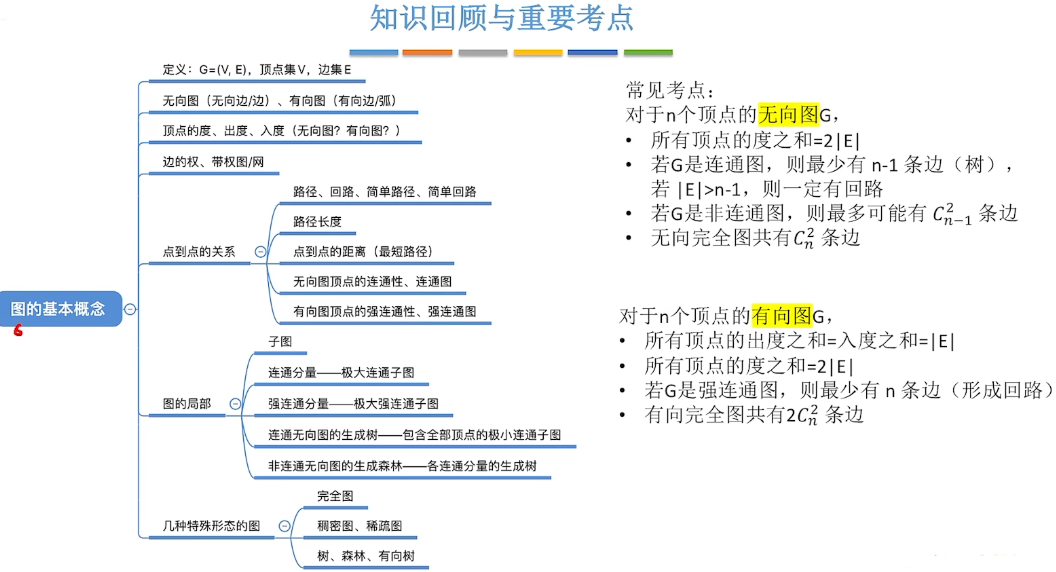 知识回顾与重要考点
定义：G=(V, E)，顶点集V，边集E
无向图（无向边/边）、有向图（有向边/弧）
顶点的度、出度、入度（无向图？有向图？）
边的权、带权图/网
点到点的关系
路径、回路、简单路径、简单回路
路径长度
点到点的距离（最短路径）
无向图顶点的连通性、连通图
有向图顶点的强连通性、强连通图
图的基本概念
6
图的局部
子图
连通分量——极大连通子图
强连通分量——极大强连通子图
连通无向图的生成树——包含全部顶点的极小连通子图
非连通无向图的生成森林——各连通分量的生成树
几种特殊形态的图
完全图
稠密图、稀疏图
树、森林、有向树
常见考点：
对于n个顶点的无向图G，
• 所有顶点的度之和=2|E|
• 若G是连通图，则最少有 n-1 条边（树），
若 |E|>n-1，则一定有回路
• 若G是非连通图，则最多可能有 $C_{n-1}^{2}$ 条边
• 无向完全图共有$C_{n}^{2}$ 条边
对于n个顶点的有向图G，
• 所有顶点的出度之和=入度之和=|E|
• 所有顶点的度之和=2|E|
• 若G是强连通图，则最少有 n 条边（形成回路）
• 有向完全图共有2$C_{n}^{2}$ 条边